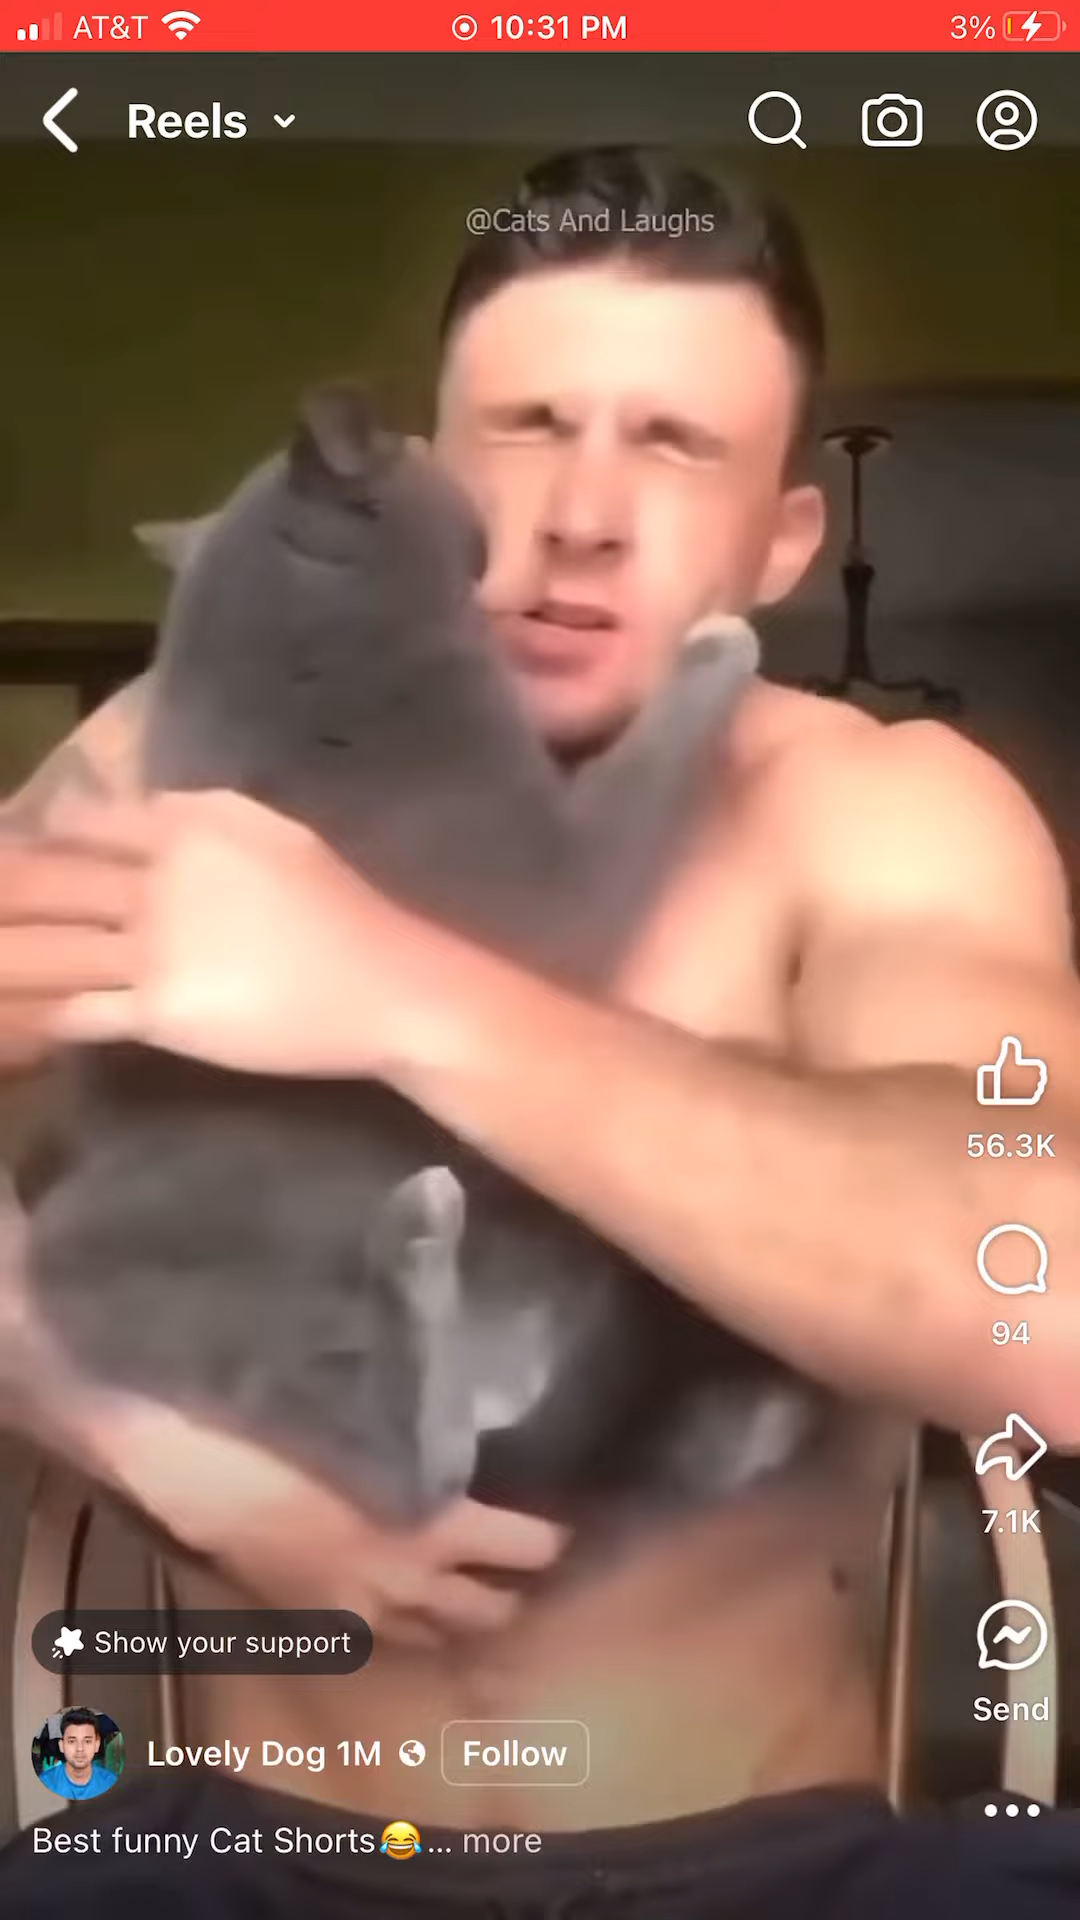 AT&T 10:31 PM 3%
Reels
@Cats And Laughs
56.3K
94
7.1K
Show your support
Send
Lovely Dog 1M Follow
Best funny Cat Shorts😂... more